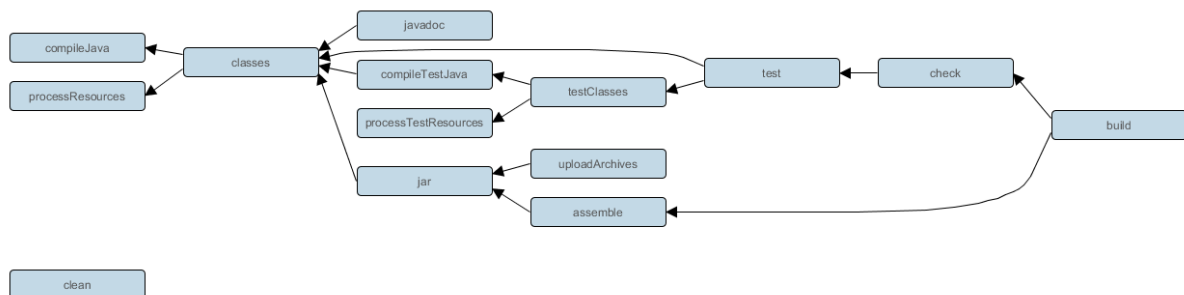 javadoc
compileJava
classes
compileTestJava
test
check
processResources
testClasses
processTestResources
build
uploadArchives
jar
assemble
clean